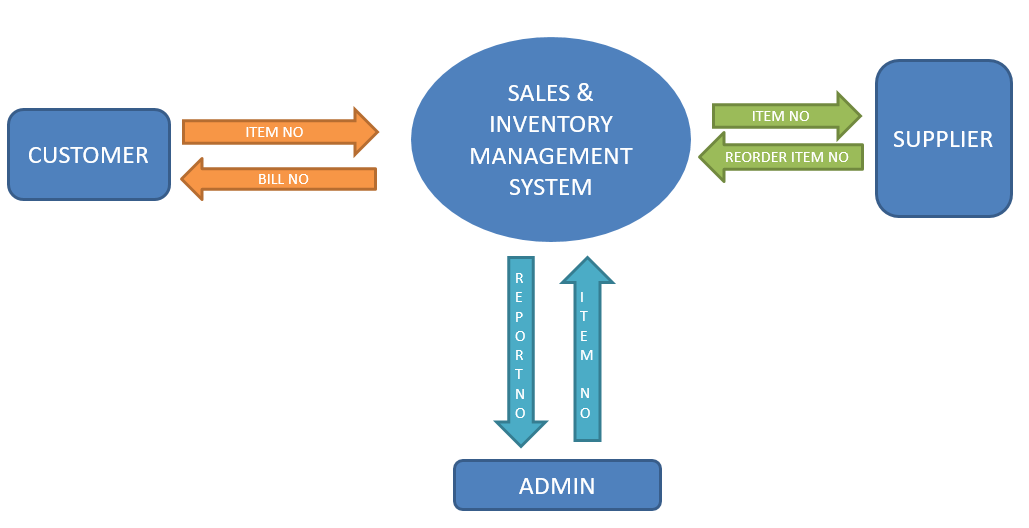 SALES &
INVENTORY
MANAGEMENT
SYSTEM
CUSTOMER
ITEM NO
BILL NO
ITEM NO
REORDER ITEM NO
SUPPLIER
REPORTNO
ITEM NO
ADMIN